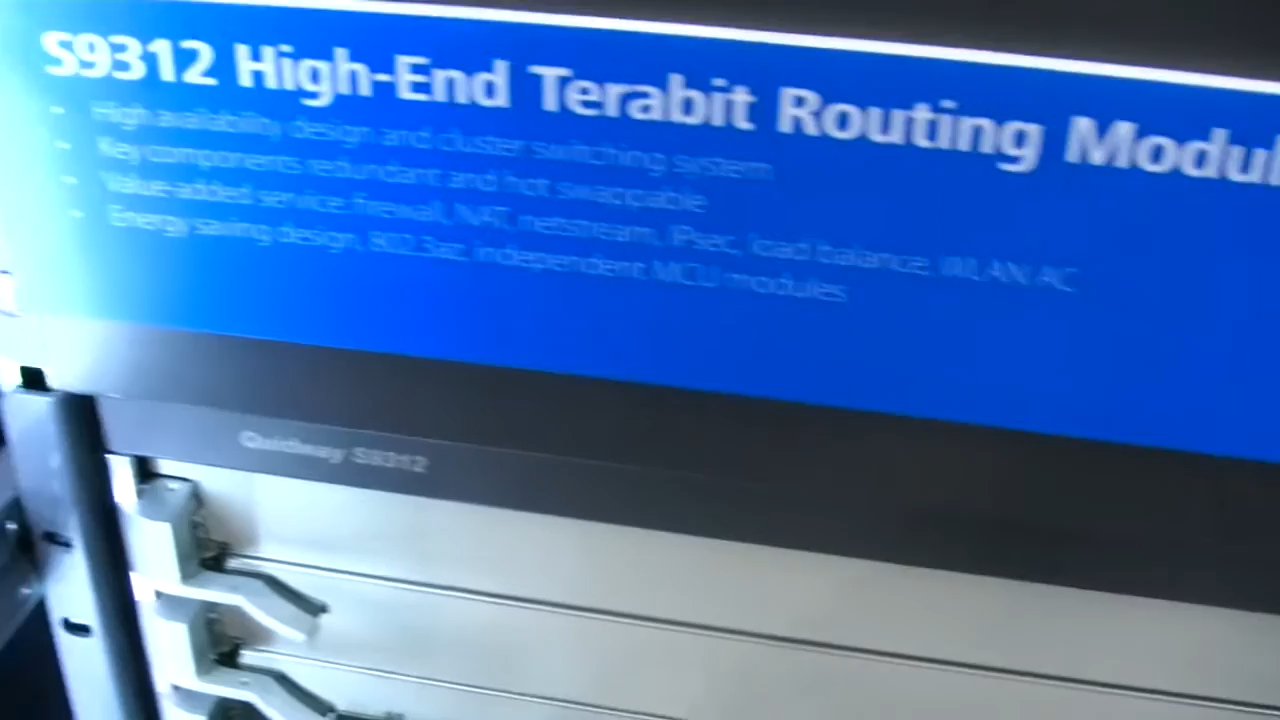 S9312 High-End Terabit Routing Modul
• High availability design and cluster switching system
• Key components redundant and hot swappable
• Value-added service: firewall, NAT, netstream, IPsec, load balance, WLAN AC
• Energy saving design, 802.3az, independent MCU modules
Quidway S9312